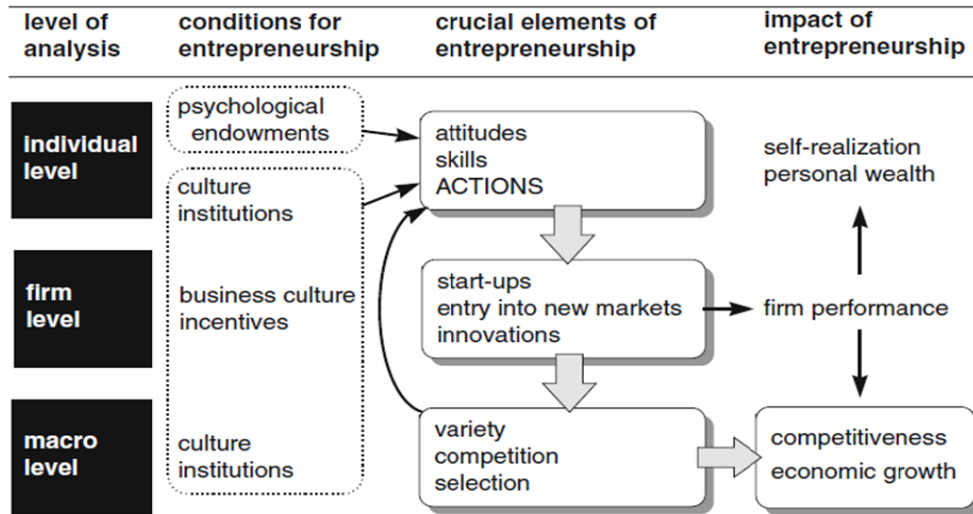 level of
analysis
conditions for
entrepreneurship
crucial elements of
entrepreneurship
impact of
entrepreneurship
individual
level
psychological
endowments
culture
institutions
attitudes
skills
ACTIONS
self-realization
personal wealth
firm
level
business culture
incentives
start-ups
entry into new markets
innovations
firm performance
macro
level
culture
institutions
variety
competition
selection
competitiveness
economic growth